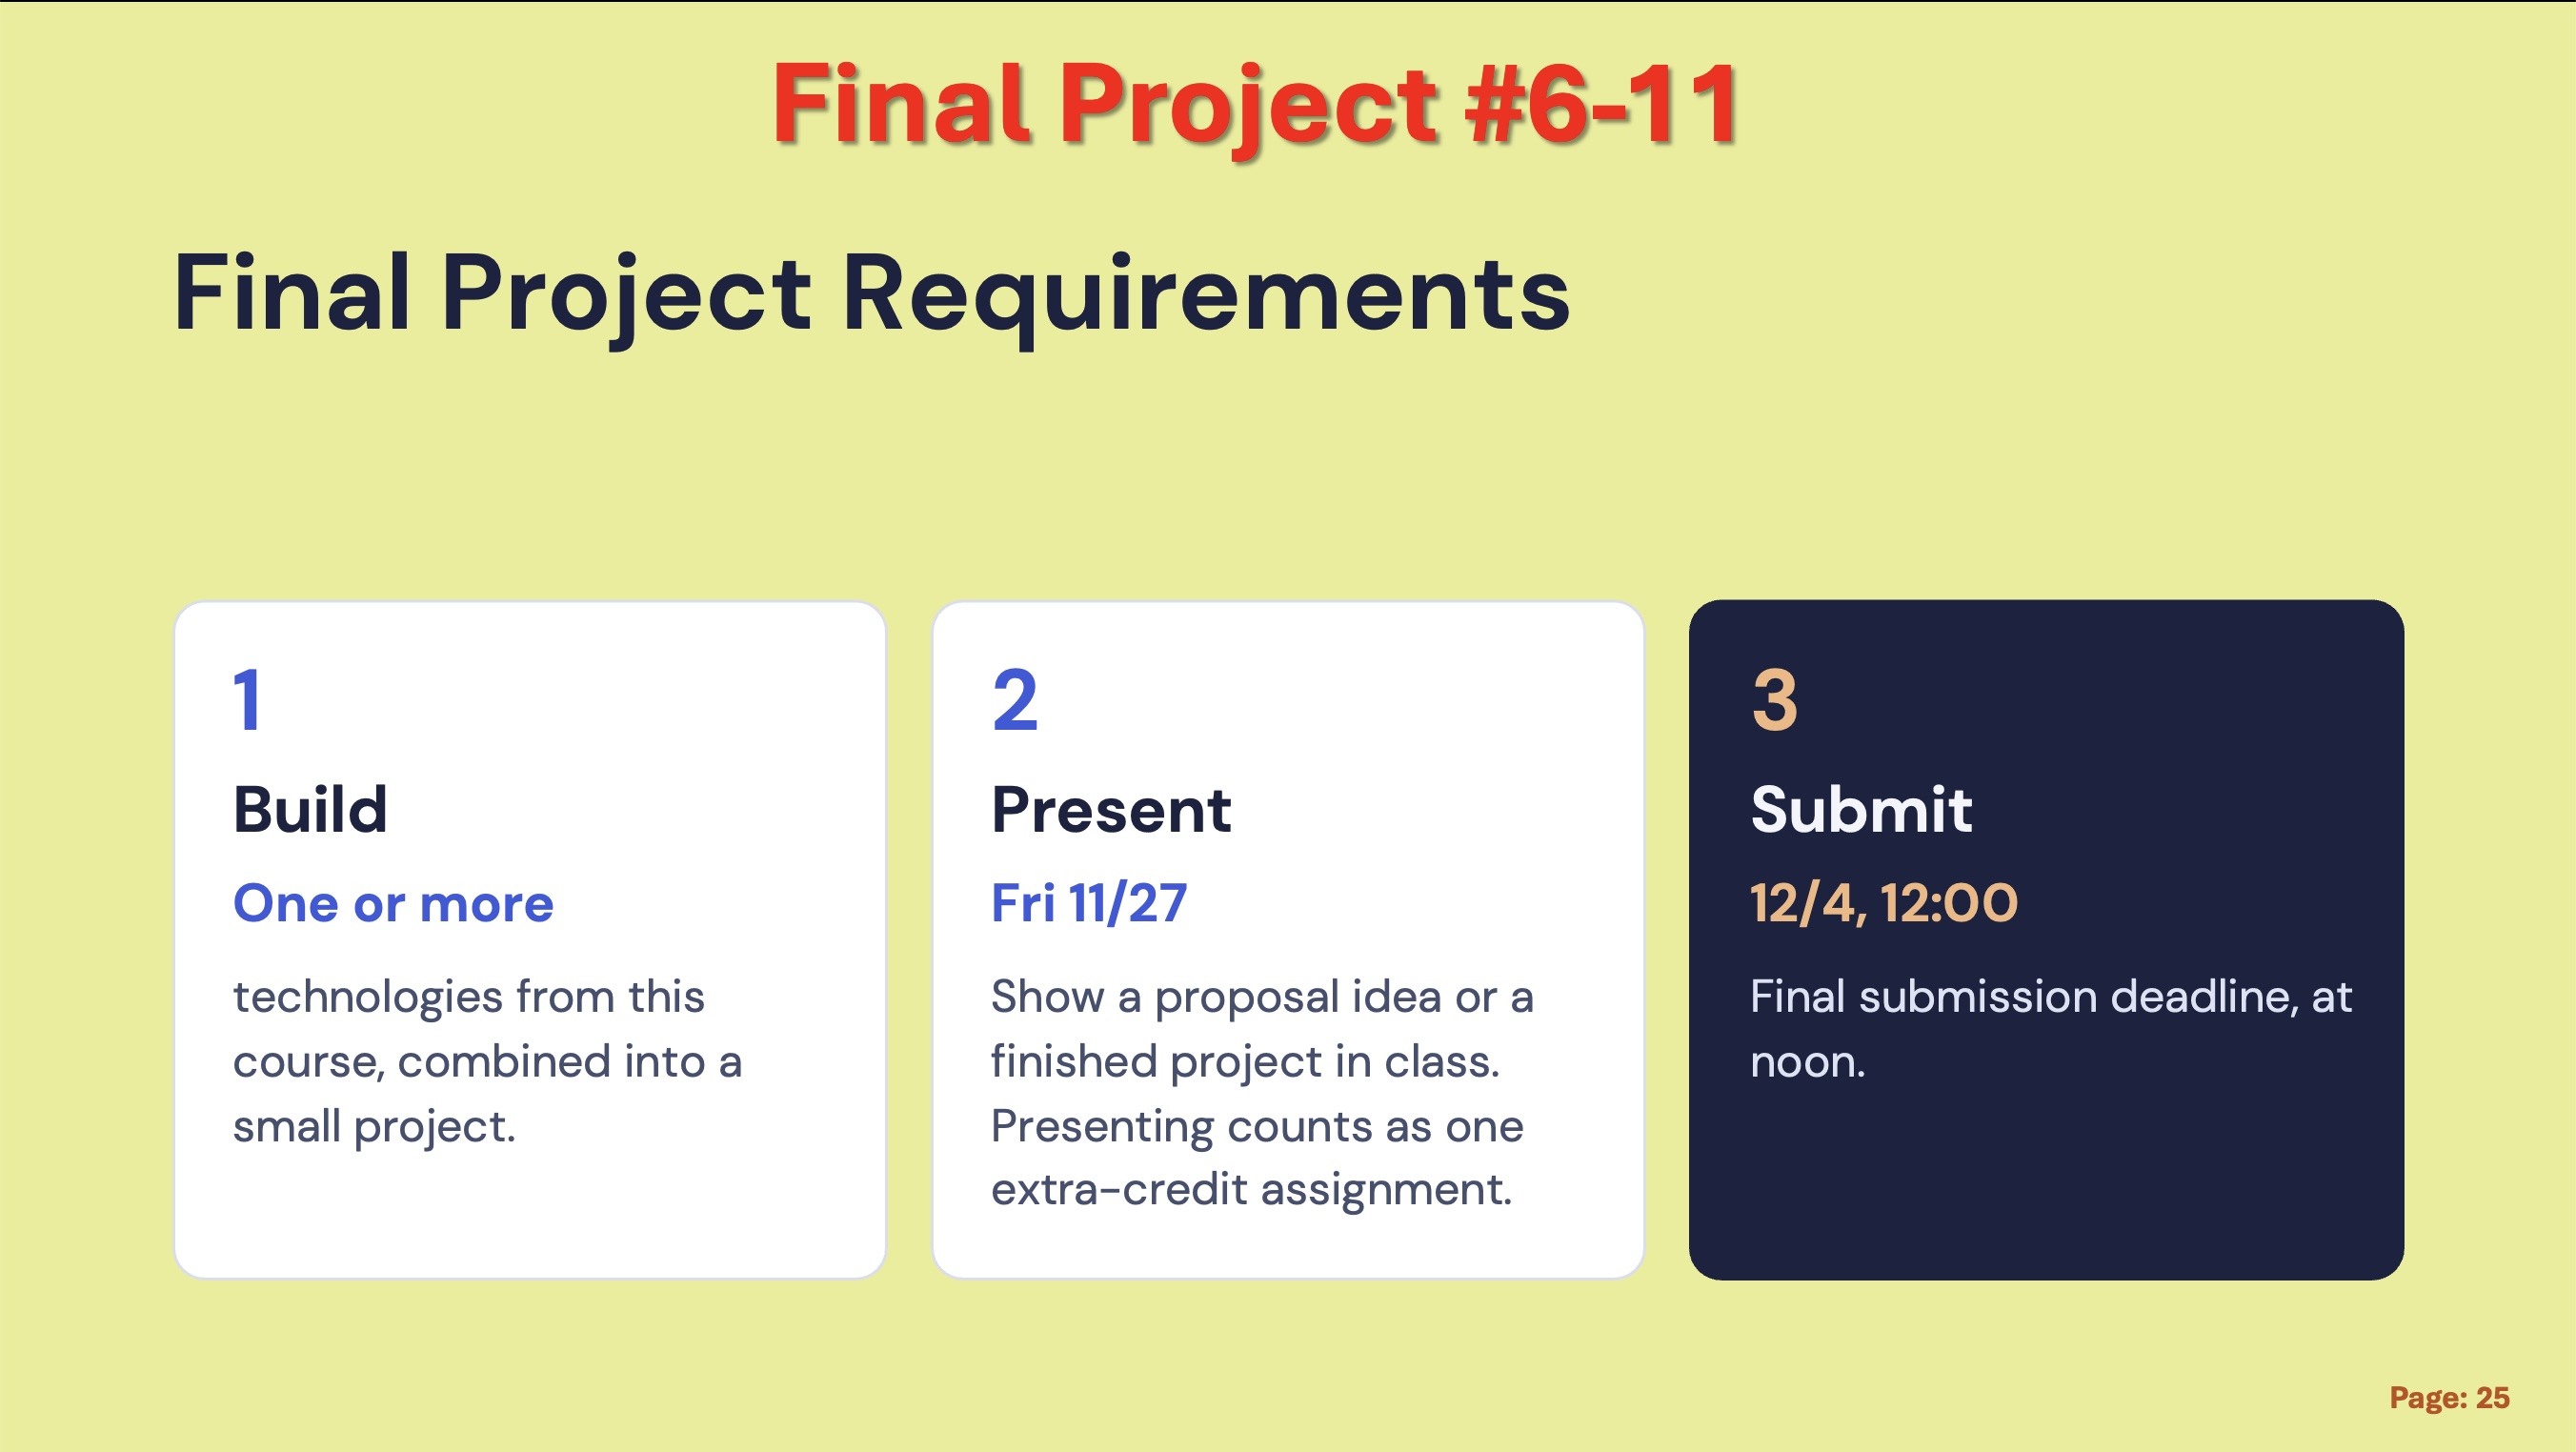 Final Project #6-11
Final Project Requirements
1
Build
One or more
technologies from this
course, combined into a
small project.
2
Present
Fri 11/27
Show a proposal idea or a
finished project in class.
Presenting counts as one
extra-credit assignment.
3
Submit
12/4, 12:00
Final submission deadline, at
noon.
Page: 25